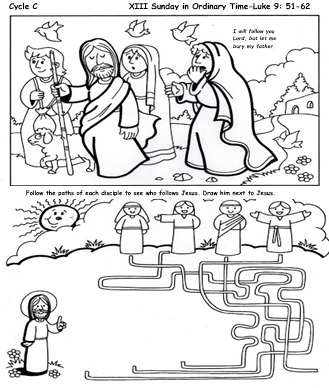 Cycle C XIII Sunday in Ordinary Time-Luke 9: 51-62
I will follow you
Lord, but let me
bury my father.
Follow the paths of each disciple to see who follows Jesus. Draw him next to Jesus.